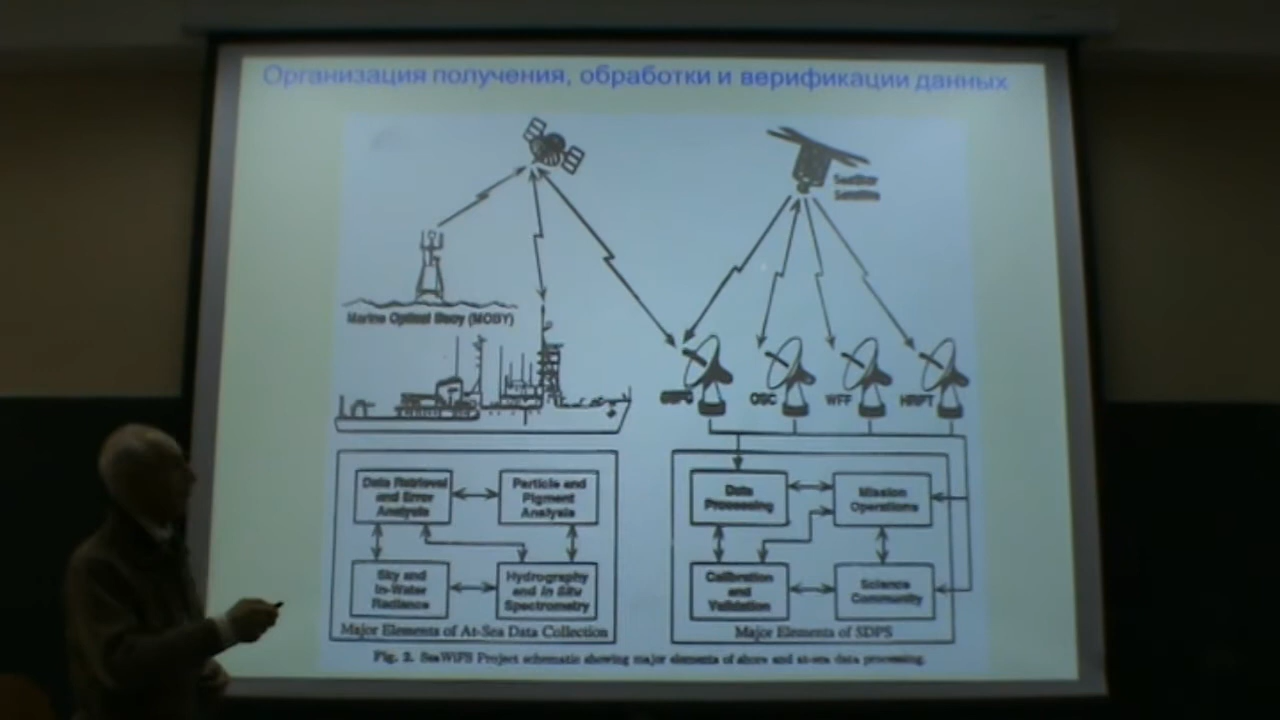 Организация получения, обработки и верификации данных
SeaStar
Satellite
Marine Optical Buoy (MOBY)
OSC
WFF
HRPT
Data Retrieval
and Error
Analysis
Particle and
Pigment
Analysis
Sky and
In-Water
Radiance
Hydrography
and In Situ
Spectrometry
Major Elements of At-Sea Data Collection
Data
Processing
Mission
Operations
Calibration
and
Validation
Science
Community
Major Elements of SDPS
Fig. 2. SeaWiFS Project schematic showing major elements of shore and at-sea data processing.